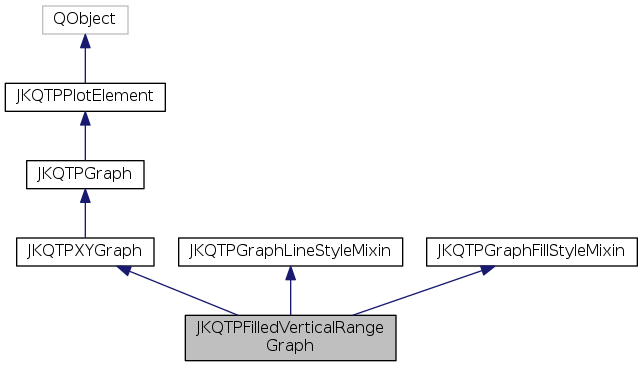 QObject
JKQTPPlotElement
JKQTPGraph
JKQTPXYGraph
JKQTPGraphLineStyleMixin
JKQTPGraphFillStyleMixin
JKQTPFilledVerticalRange
Graph